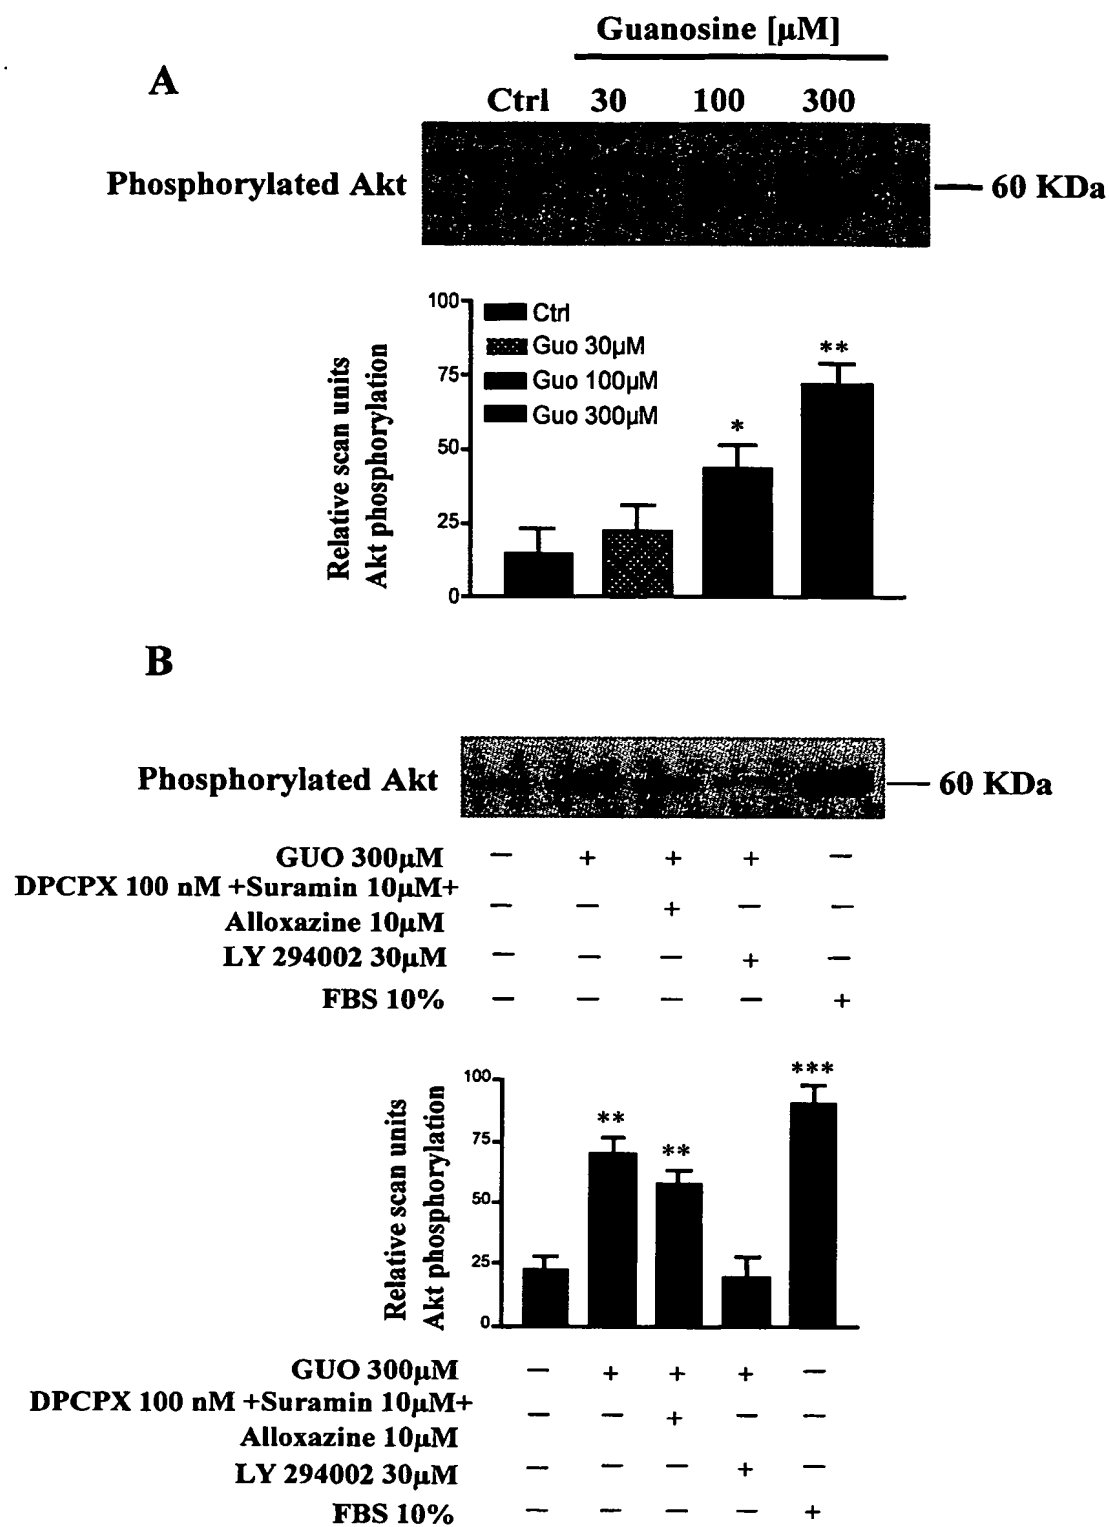 Guanosine [µM]
A
Ctrl 30 100 300
Phosphorylated Akt
60 KDa
100
75
50
25
0
Relative scan units
Akt phosphorylation
Ctrl
Guo 30µM
Guo 100µM
Guo 300µM
*
**
B
Phosphorylated Akt
60 KDa
GUO 300µM − + + + −
DPCPX 100 nM +Suramin 10µM+
Alloxazine 10µM − − + − −
LY 294002 30µM − − − + −
FBS 10% − − − − +
100
75
50
25
0
Relative scan units
Akt phosphorylation
**
**
***
GUO 300µM − + + + −
DPCPX 100 nM +Suramin 10µM+
Alloxazine 10µM − − + − −
LY 294002 30µM − − − + −
FBS 10% − − − − +